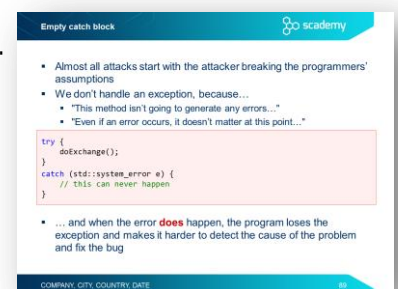 Empty catch block
scademy
Almost all attacks start with the attacker breaking the programmers'
assumptions
We don't handle an exception, because…
"This method isn't going to generate any errors…"
"Even if an error occurs, it doesn't matter at this point…"
try {
doExchange();
}
catch (std::system_error e) {
// this can never happen
}
… and when the error does happen, the program loses the
exception and makes it harder to detect the cause of the problem
and fix the bug
COMPANY, CITY, COUNTRY, DATE
69